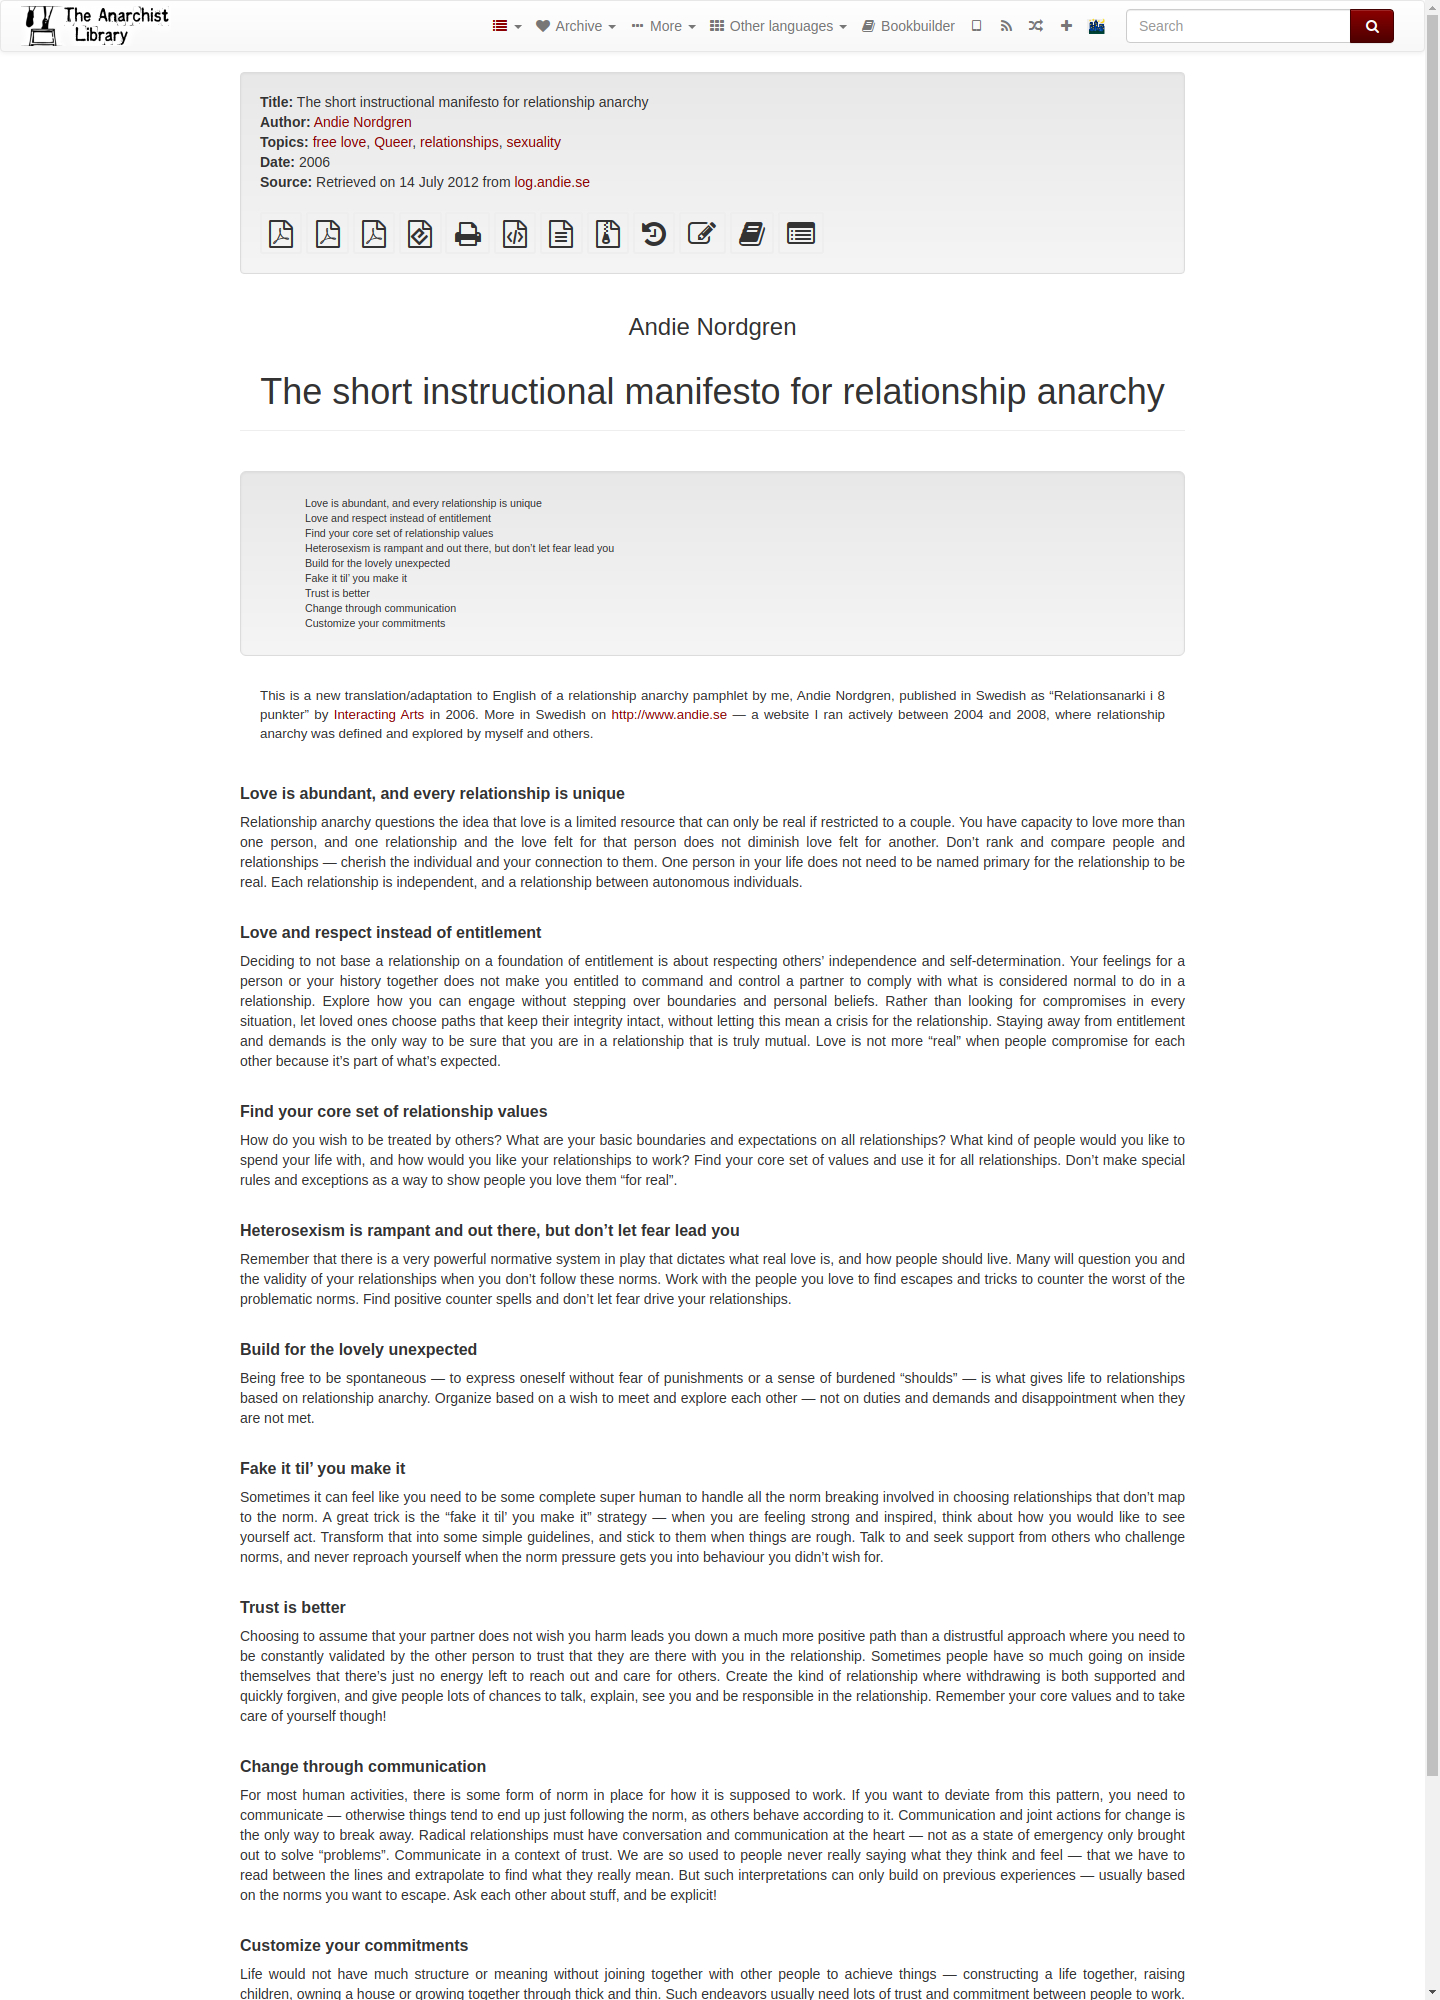 The Anarchist
Library
Archive
More
Other languages
Bookbuilder
Search
Title: The short instructional manifesto for relationship anarchy
Author: Andie Nordgren
Topics: free love, Queer, relationships, sexuality
Date: 2006
Source: Retrieved on 14 July 2012 from log.andie.se
Andie Nordgren
The short instructional manifesto for relationship anarchy
Love is abundant, and every relationship is unique
Love and respect instead of entitlement
Find your core set of relationship values
Heterosexism is rampant and out there, but don’t let fear lead you
Build for the lovely unexpected
Fake it til’ you make it
Trust is better
Change through communication
Customize your commitments
This is a new translation/adaptation to English of a relationship anarchy pamphlet by me, Andie Nordgren, published in Swedish as “Relationsanarki i 8
punkter” by Interacting Arts in 2006. More in Swedish on http://www.andie.se — a website I ran actively between 2004 and 2008, where relationship
anarchy was defined and explored by myself and others.
Love is abundant, and every relationship is unique
Relationship anarchy questions the idea that love is a limited resource that can only be real if restricted to a couple. You have capacity to love more than
one person, and one relationship and the love felt for that person does not diminish love felt for another. Don’t rank and compare people and
relationships — cherish the individual and your connection to them. One person in your life does not need to be named primary for the relationship to be
real. Each relationship is independent, and a relationship between autonomous individuals.
Love and respect instead of entitlement
Deciding to not base a relationship on a foundation of entitlement is about respecting others’ independence and self-determination. Your feelings for a
person or your history together does not make you entitled to command and control a partner to comply with what is considered normal to do in a
relationship. Explore how you can engage without stepping over boundaries and personal beliefs. Rather than looking for compromises in every
situation, let loved ones choose paths that keep their integrity intact, without letting this mean a crisis for the relationship. Staying away from entitlement
and demands is the only way to be sure that you are in a relationship that is truly mutual. Love is not more “real” when people compromise for each
other because it’s part of what’s expected.
Find your core set of relationship values
How do you wish to be treated by others? What are your basic boundaries and expectations on all relationships? What kind of people would you like to
spend your life with, and how would you like your relationships to work? Find your core set of values and use it for all relationships. Don’t make special
rules and exceptions as a way to show people you love them “for real”.
Heterosexism is rampant and out there, but don’t let fear lead you
Remember that there is a very powerful normative system in play that dictates what real love is, and how people should live. Many will question you and
the validity of your relationships when you don’t follow these norms. Work with the people you love to find escapes and tricks to counter the worst of the
problematic norms. Find positive counter spells and don’t let fear drive your relationships.
Build for the lovely unexpected
Being free to be spontaneous — to express oneself without fear of punishments or a sense of burdened “shoulds” — is what gives life to relationships
based on relationship anarchy. Organize based on a wish to meet and explore each other — not on duties and demands and disappointment when they
are not met.
Fake it til’ you make it
Sometimes it can feel like you need to be some complete super human to handle all the norm breaking involved in choosing relationships that don’t map
to the norm. A great trick is the “fake it til’ you make it” strategy — when you are feeling strong and inspired, think about how you would like to see
yourself act. Transform that into some simple guidelines, and stick to them when things are rough. Talk to and seek support from others who challenge
norms, and never reproach yourself when the norm pressure gets you into behaviour you didn’t wish for.
Trust is better
Choosing to assume that your partner does not wish you harm leads you down a much more positive path than a distrustful approach where you need to
be constantly validated by the other person to trust that they are there with you in the relationship. Sometimes people have so much going on inside
themselves that there’s just no energy left to reach out and care for others. Create the kind of relationship where withdrawing is both supported and
quickly forgiven, and give people lots of chances to talk, explain, see you and be responsible in the relationship. Remember your core values and to take
care of yourself though!
Change through communication
For most human activities, there is some form of norm in place for how it is supposed to work. If you want to deviate from this pattern, you need to
communicate — otherwise things tend to end up just following the norm, as others behave according to it. Communication and joint actions for change is
the only way to break away. Radical relationships must have conversation and communication at the heart — not as a state of emergency only brought
out to solve “problems”. Communicate in a context of trust. We are so used to people never really saying what they think and feel — that we have to
read between the lines and extrapolate to find what they really mean. But such interpretations can only build on previous experiences — usually based
on the norms you want to escape. Ask each other about stuff, and be explicit!
Customize your commitments
Life would not have much structure or meaning without joining together with other people to achieve things — constructing a life together, raising
children, owning a house or growing together through thick and thin. Such endeavors usually need lots of trust and commitment between people to work.